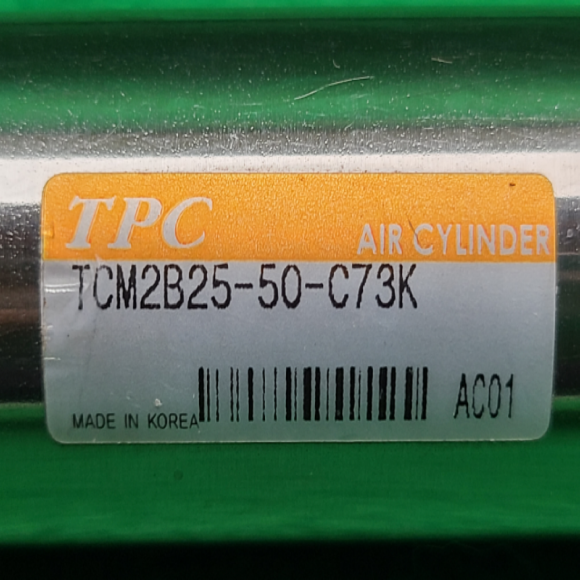 TPC
AIR CYLINDER
TCM2B25-50-C73K
MADE IN KOREA
AC01